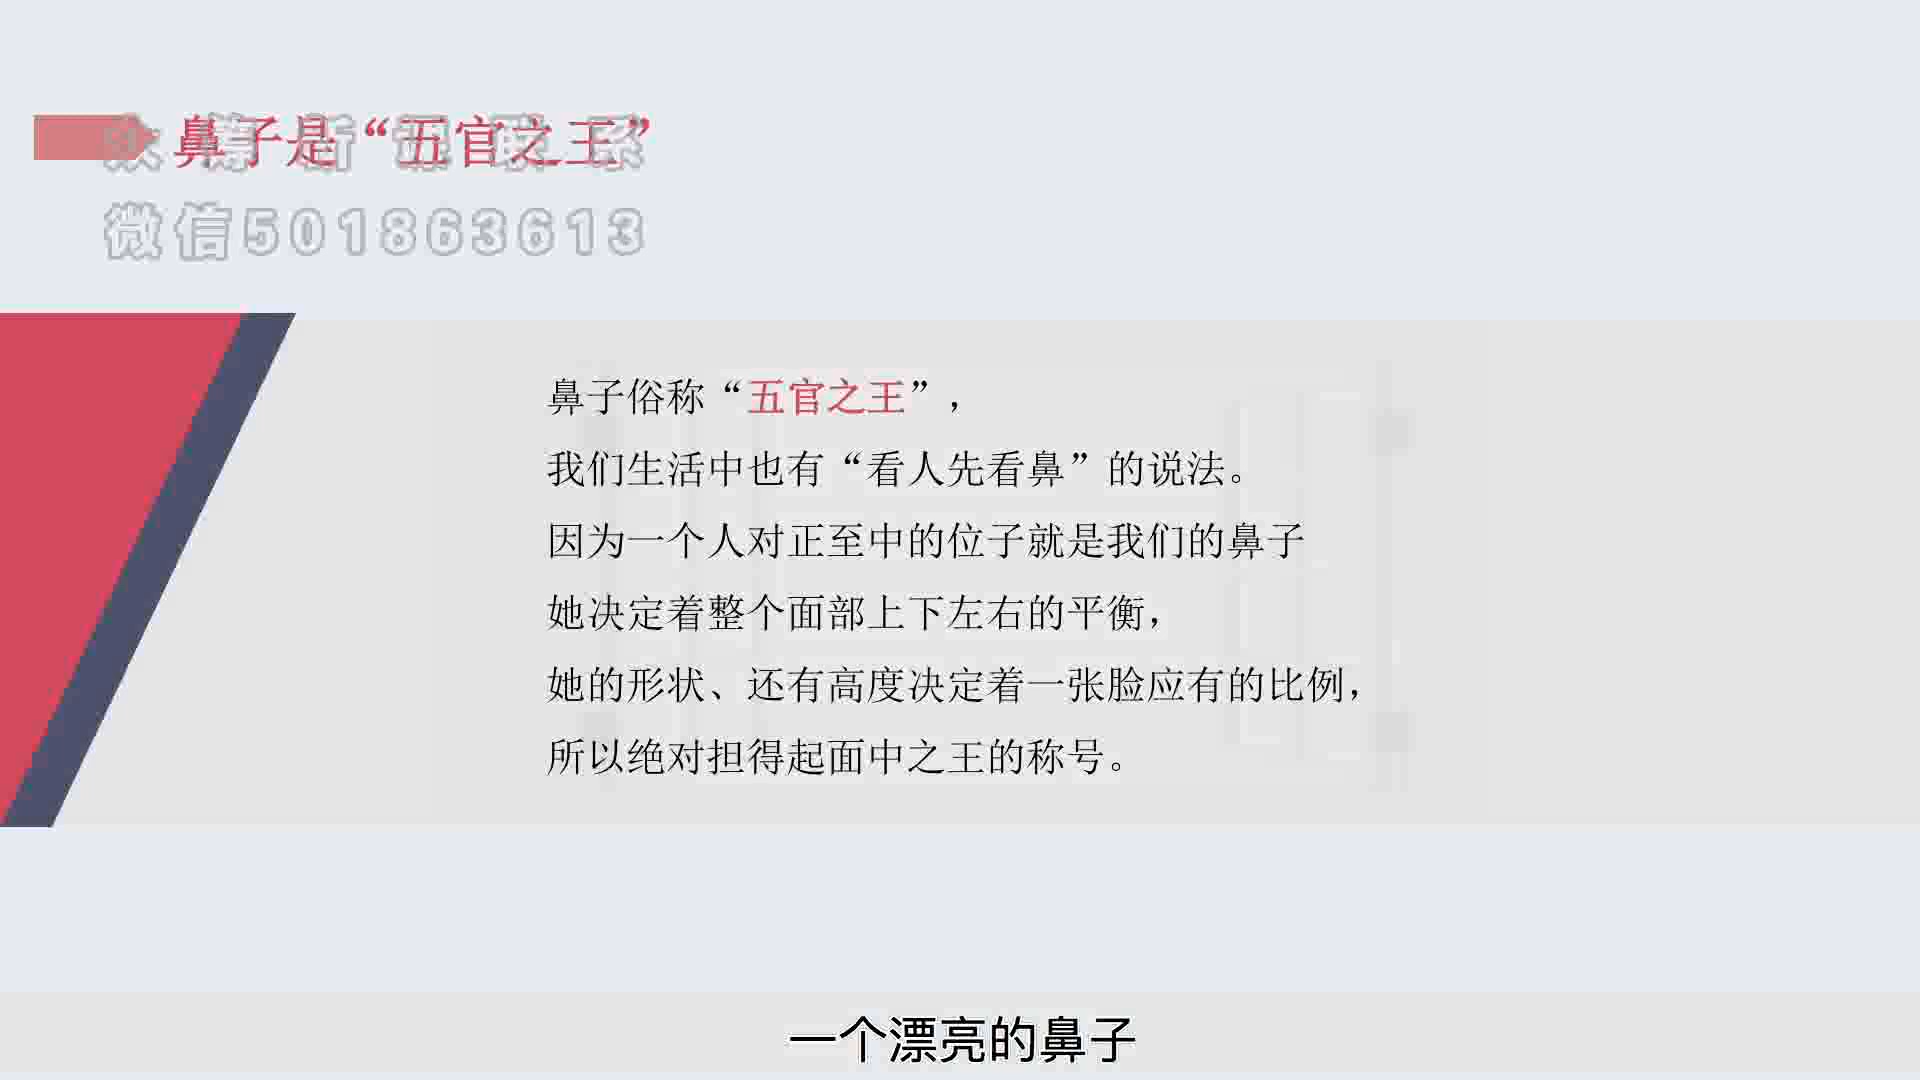 鼻子是“五官之王”
微信501863613
鼻子俗称“五官之王”，
我们生活中也有“看人先看鼻”的说法。
因为一个人对正至中的位子就是我们的鼻子
她决定着整个面部上下左右的平衡，
她的形状、还有高度决定着一张脸应有的比例，
所以绝对担得起面中之王的称号。
一个漂亮的鼻子